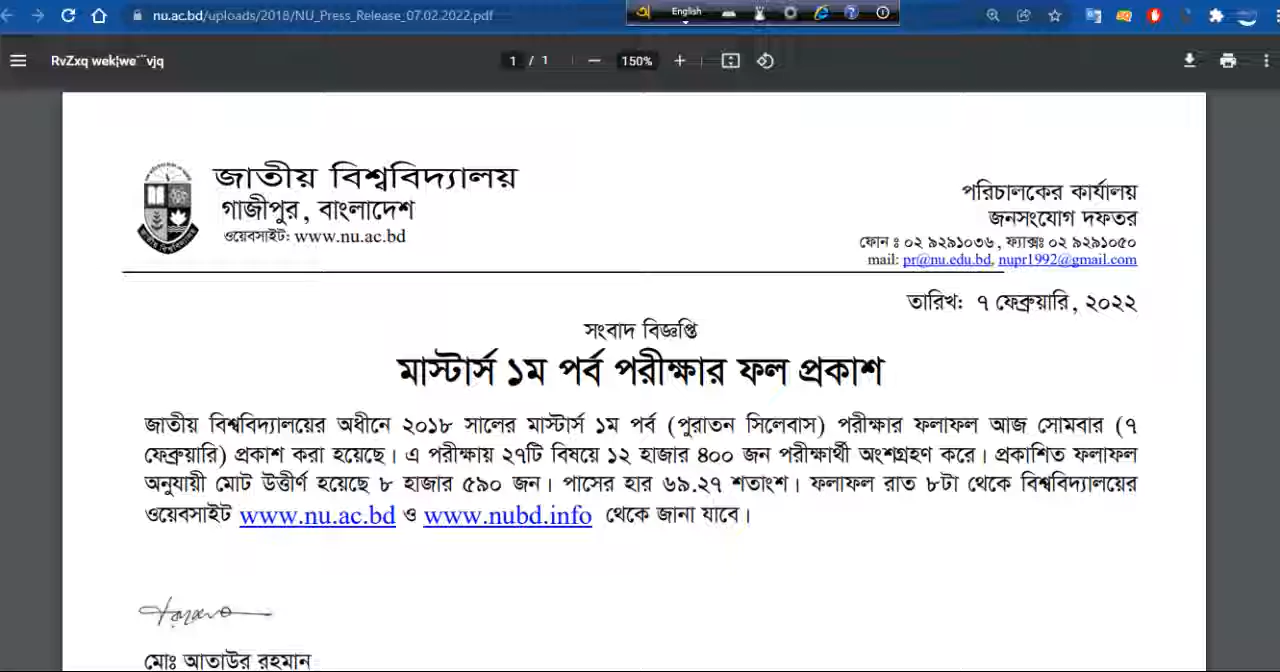 nu.ac.bd/uploads/2018/NU_Press_Release_07.02.2022.pdf
English
RvZxq wek¦we`¨vjq
1 / 1
150%
জাতীয় বিশ্ববিদ্যালয়
গাজীপুর, বাংলাদেশ
ওয়েবসাইট: www.nu.ac.bd
পরিচালকের কার্যালয়
জনসংযোগ দফতর
ফোন ঃ ০২ ৯২৯১০৩৬, ফ্যাক্সঃ ০২ ৯২৯১০৫০
mail: pr@nu.edu.bd, nupr1992@gmail.com
তারিখ: ৭ ফেব্রুয়ারি, ২০২২
সংবাদ বিজ্ঞপ্তি
মাস্টার্স ১ম পর্ব পরীক্ষার ফল প্রকাশ
জাতীয় বিশ্ববিদ্যালয়ের অধীনে ২০১৮ সালের মাস্টার্স ১ম পর্ব (পুরাতন সিলেবাস) পরীক্ষার ফলাফল আজ সোমবার (৭
ফেব্রুয়ারি) প্রকাশ করা হয়েছে। এ পরীক্ষায় ২৭টি বিষয়ে ১২ হাজার ৪০০ জন পরীক্ষার্থী অংশগ্রহণ করে। প্রকাশিত ফলাফল
অনুযায়ী মোট উত্তীর্ণ হয়েছে ৮ হাজার ৫৯০ জন। পাসের হার ৬৯.২৭ শতাংশ। ফলাফল রাত ৮টা থেকে বিশ্ববিদ্যালয়ের
ওয়েবসাইট www.nu.ac.bd ও www.nubd.info থেকে জানা যাবে।
মোঃ আতাউর রহমান